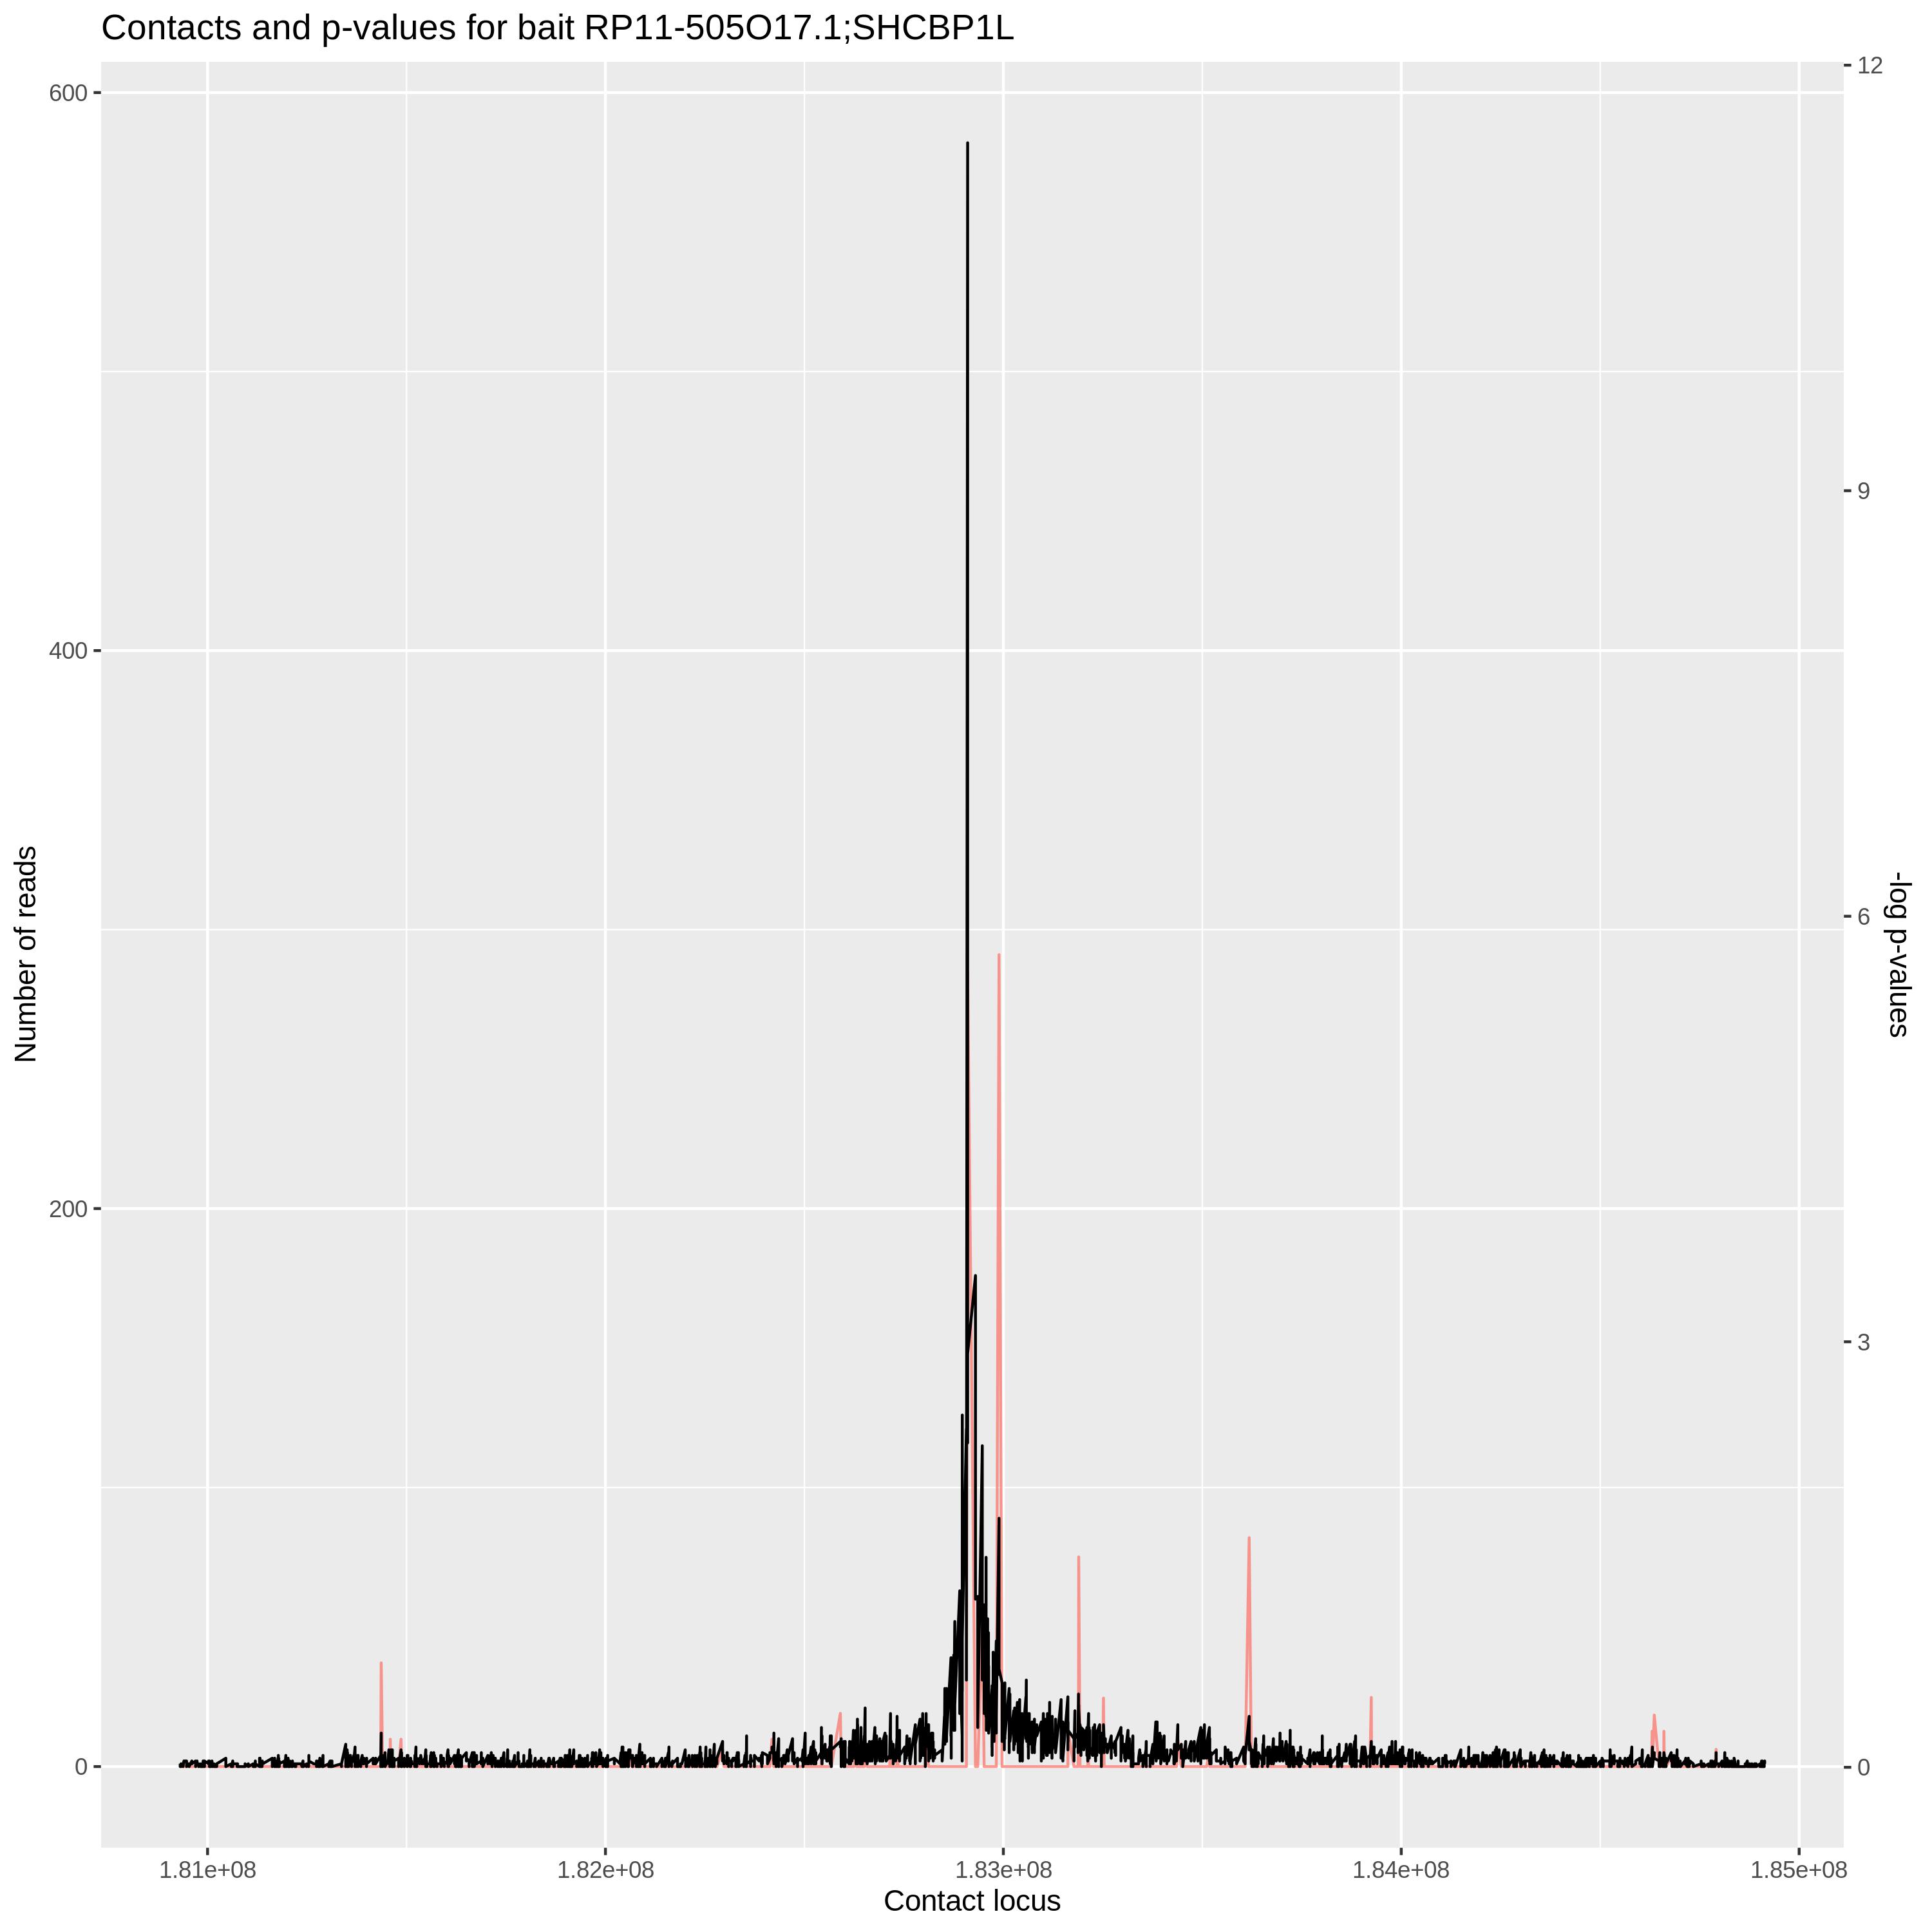 Contacts and p-values for bait RP11-505O17.1;SHCBP1L
600
400
200
0
Number of reads
12
9
6
3
0
-log p-values
1.81e+08
1.82e+08
1.83e+08
1.84e+08
1.85e+08
Contact locus